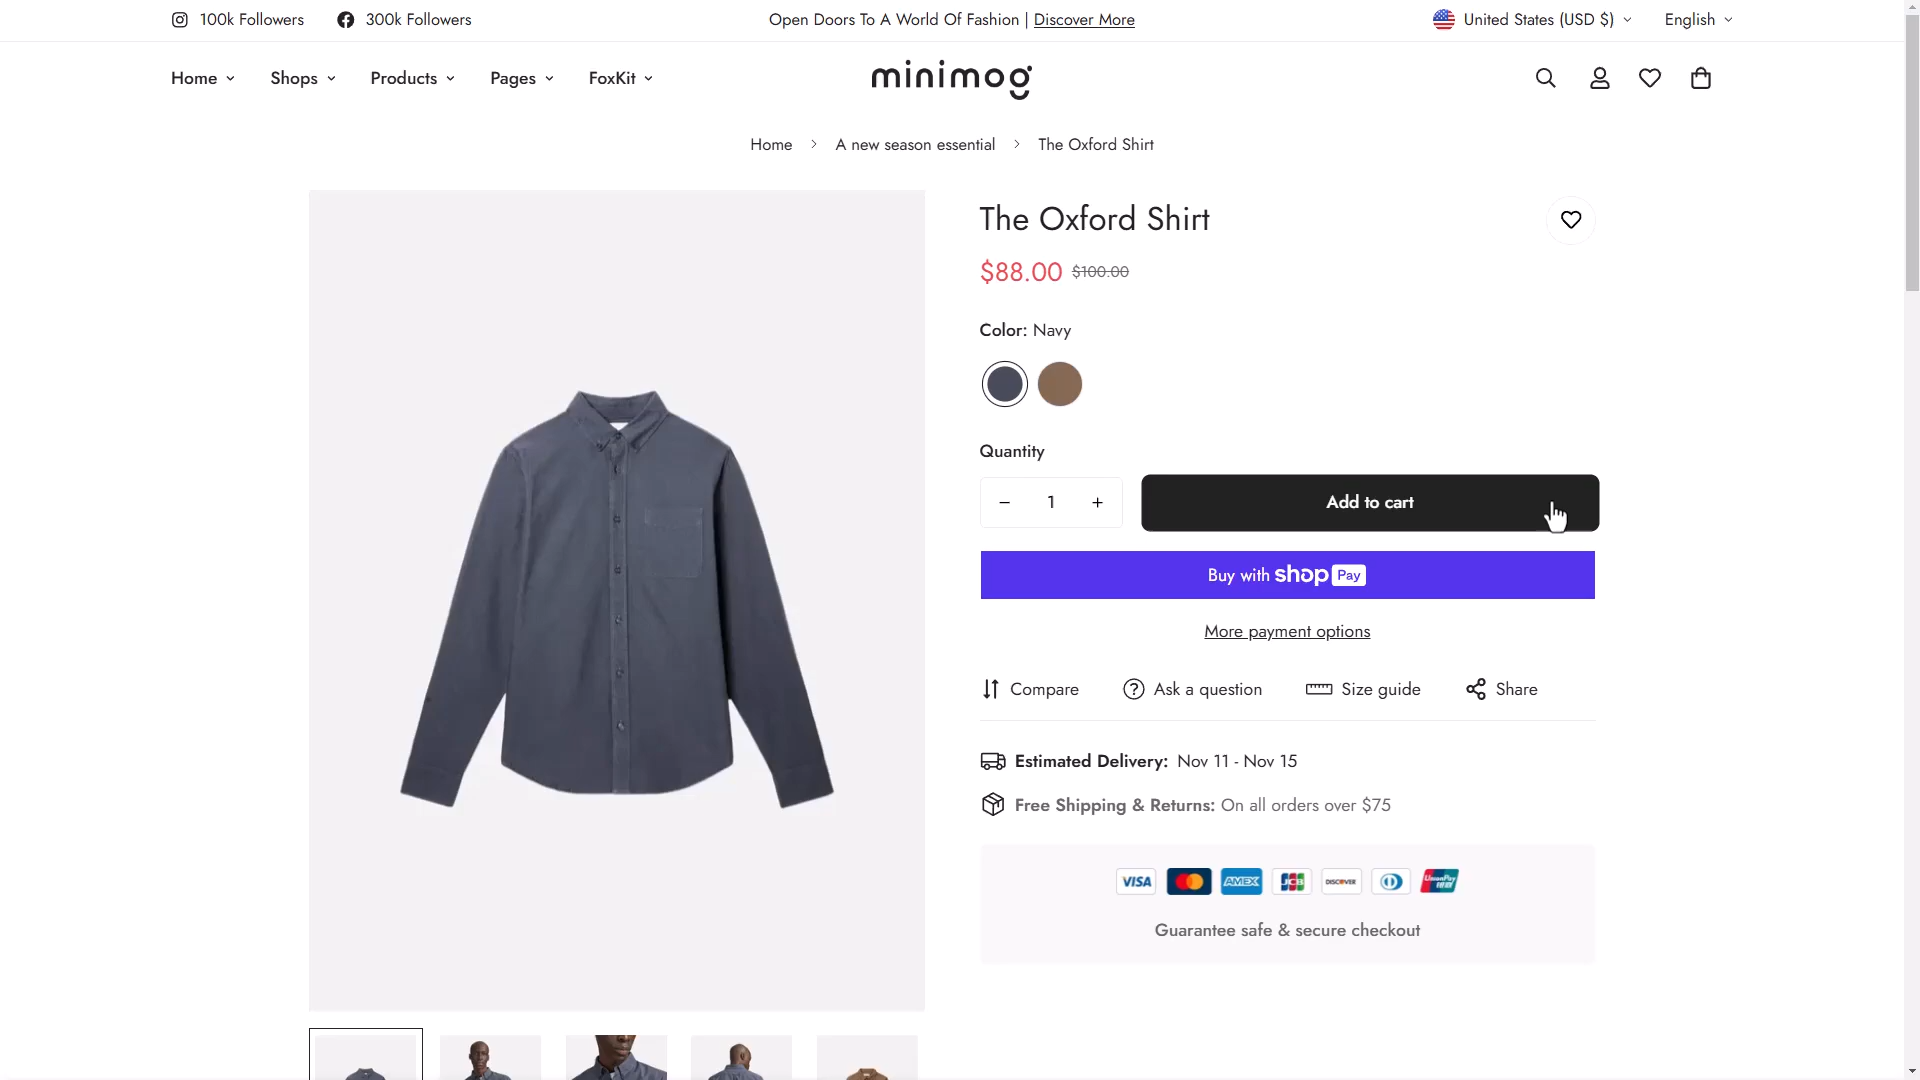 100k Followers
300k Followers
Open Doors To A World Of Fashion | Discover More
United States (USD $)
English
Home
Shops
Products
Pages
FoxKit
minimog
Home
A new season essential
The Oxford Shirt
The Oxford Shirt
$88.00 $100.00
Color: Navy
Quantity
− 1 +
Add to cart
Buy with shop Pay
More payment options
Compare
Ask a question
Size guide
Share
Estimated Delivery: Nov 11 - Nov 15
Free Shipping & Returns: On all orders over $75
VISA
AMEX
JCB
DISCOVER
UnionPay
银联
Guarantee safe & secure checkout